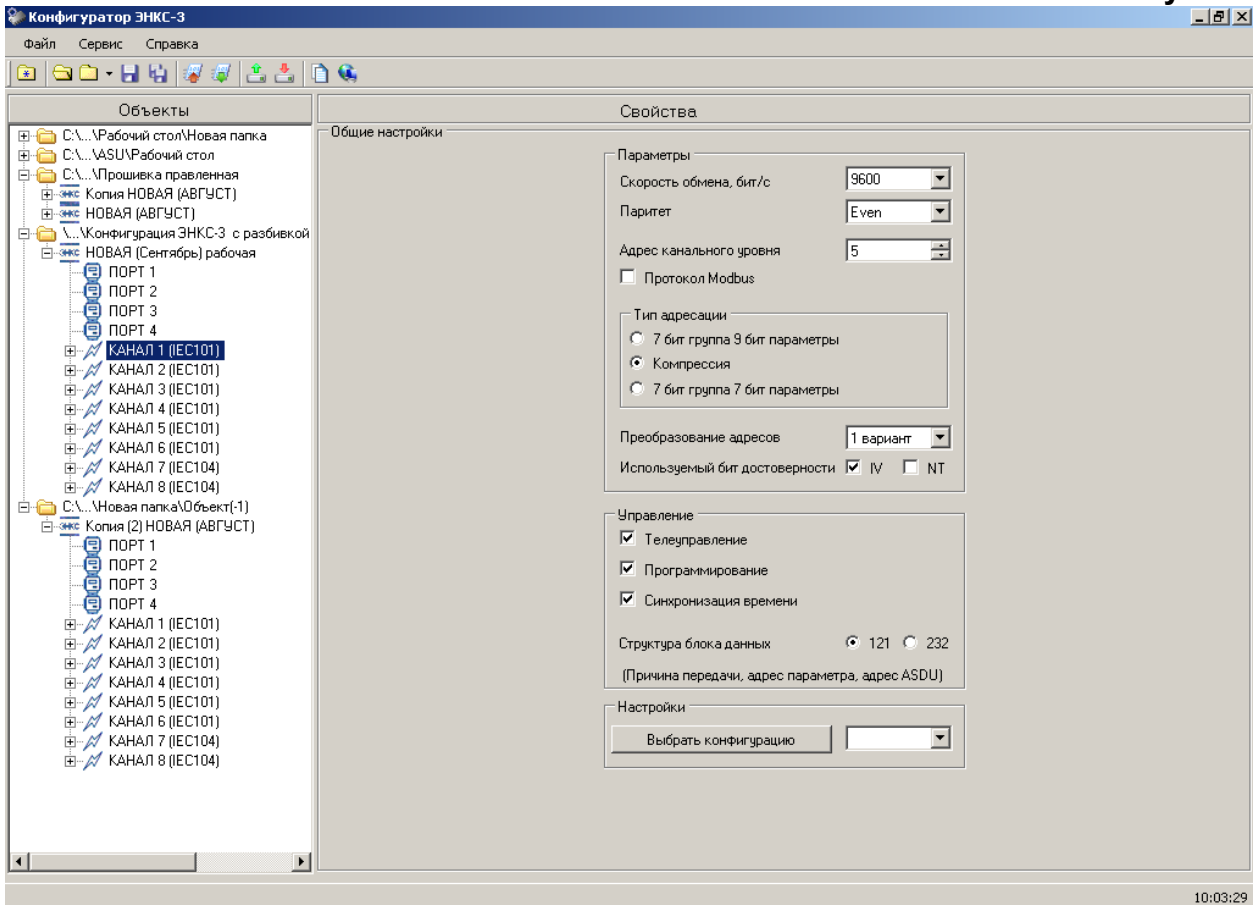 Конфигуратор ЭНКС-3
Файл Сервис Справка
Объекты
C:\...\Рабочий стол\Новая папка
C:\...\ASU\Рабочий стол
C:\...\Прошивка правленная
Копия НОВАЯ (АВГУСТ)
НОВАЯ (АВГУСТ)
\...\Конфигурация ЭНКС-3 с разбивкой
НОВАЯ (Сентябрь) рабочая
ПОРТ 1
ПОРТ 2
ПОРТ 3
ПОРТ 4
КАНАЛ 1 (IEC101)
КАНАЛ 2 (IEC101)
КАНАЛ 3 (IEC101)
КАНАЛ 4 (IEC101)
КАНАЛ 5 (IEC101)
КАНАЛ 6 (IEC101)
КАНАЛ 7 (IEC104)
КАНАЛ 8 (IEC104)
C:\...\Новая папка\Объект(-1)
Копия (2) НОВАЯ (АВГУСТ)
ПОРТ 1
ПОРТ 2
ПОРТ 3
ПОРТ 4
КАНАЛ 1 (IEC101)
КАНАЛ 2 (IEC101)
КАНАЛ 3 (IEC101)
КАНАЛ 4 (IEC101)
КАНАЛ 5 (IEC101)
КАНАЛ 6 (IEC101)
КАНАЛ 7 (IEC104)
КАНАЛ 8 (IEC104)
Свойства
Общие настройки
Параметры
Скорость обмена, бит/с 9600
Паритет Even
Адрес канального уровня 5
Протокол Modbus
Тип адресации
7 бит группа 9 бит параметры
Компрессия
7 бит группа 7 бит параметры
Преобразование адресов 1 вариант
Используемый бит достоверности IV NT
Управление
Телеуправление
Программирование
Синхронизация времени
Структура блока данных 121 232
(Причина передачи, адрес параметра, адрес ASDU)
Настройки
Выбрать конфигурацию
10:03:29